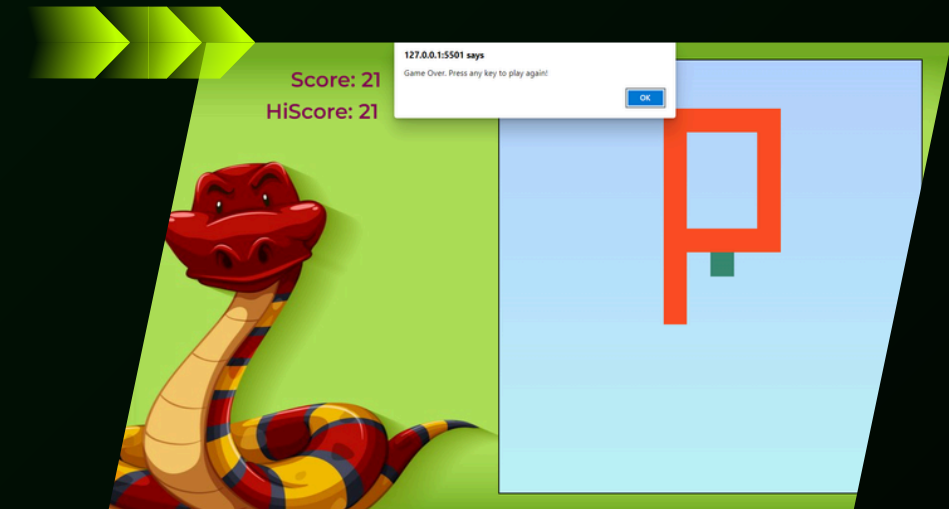 127.0.0.1:5501 says
Game Over. Press any key to play again!
OK
Score: 21
HiScore: 21